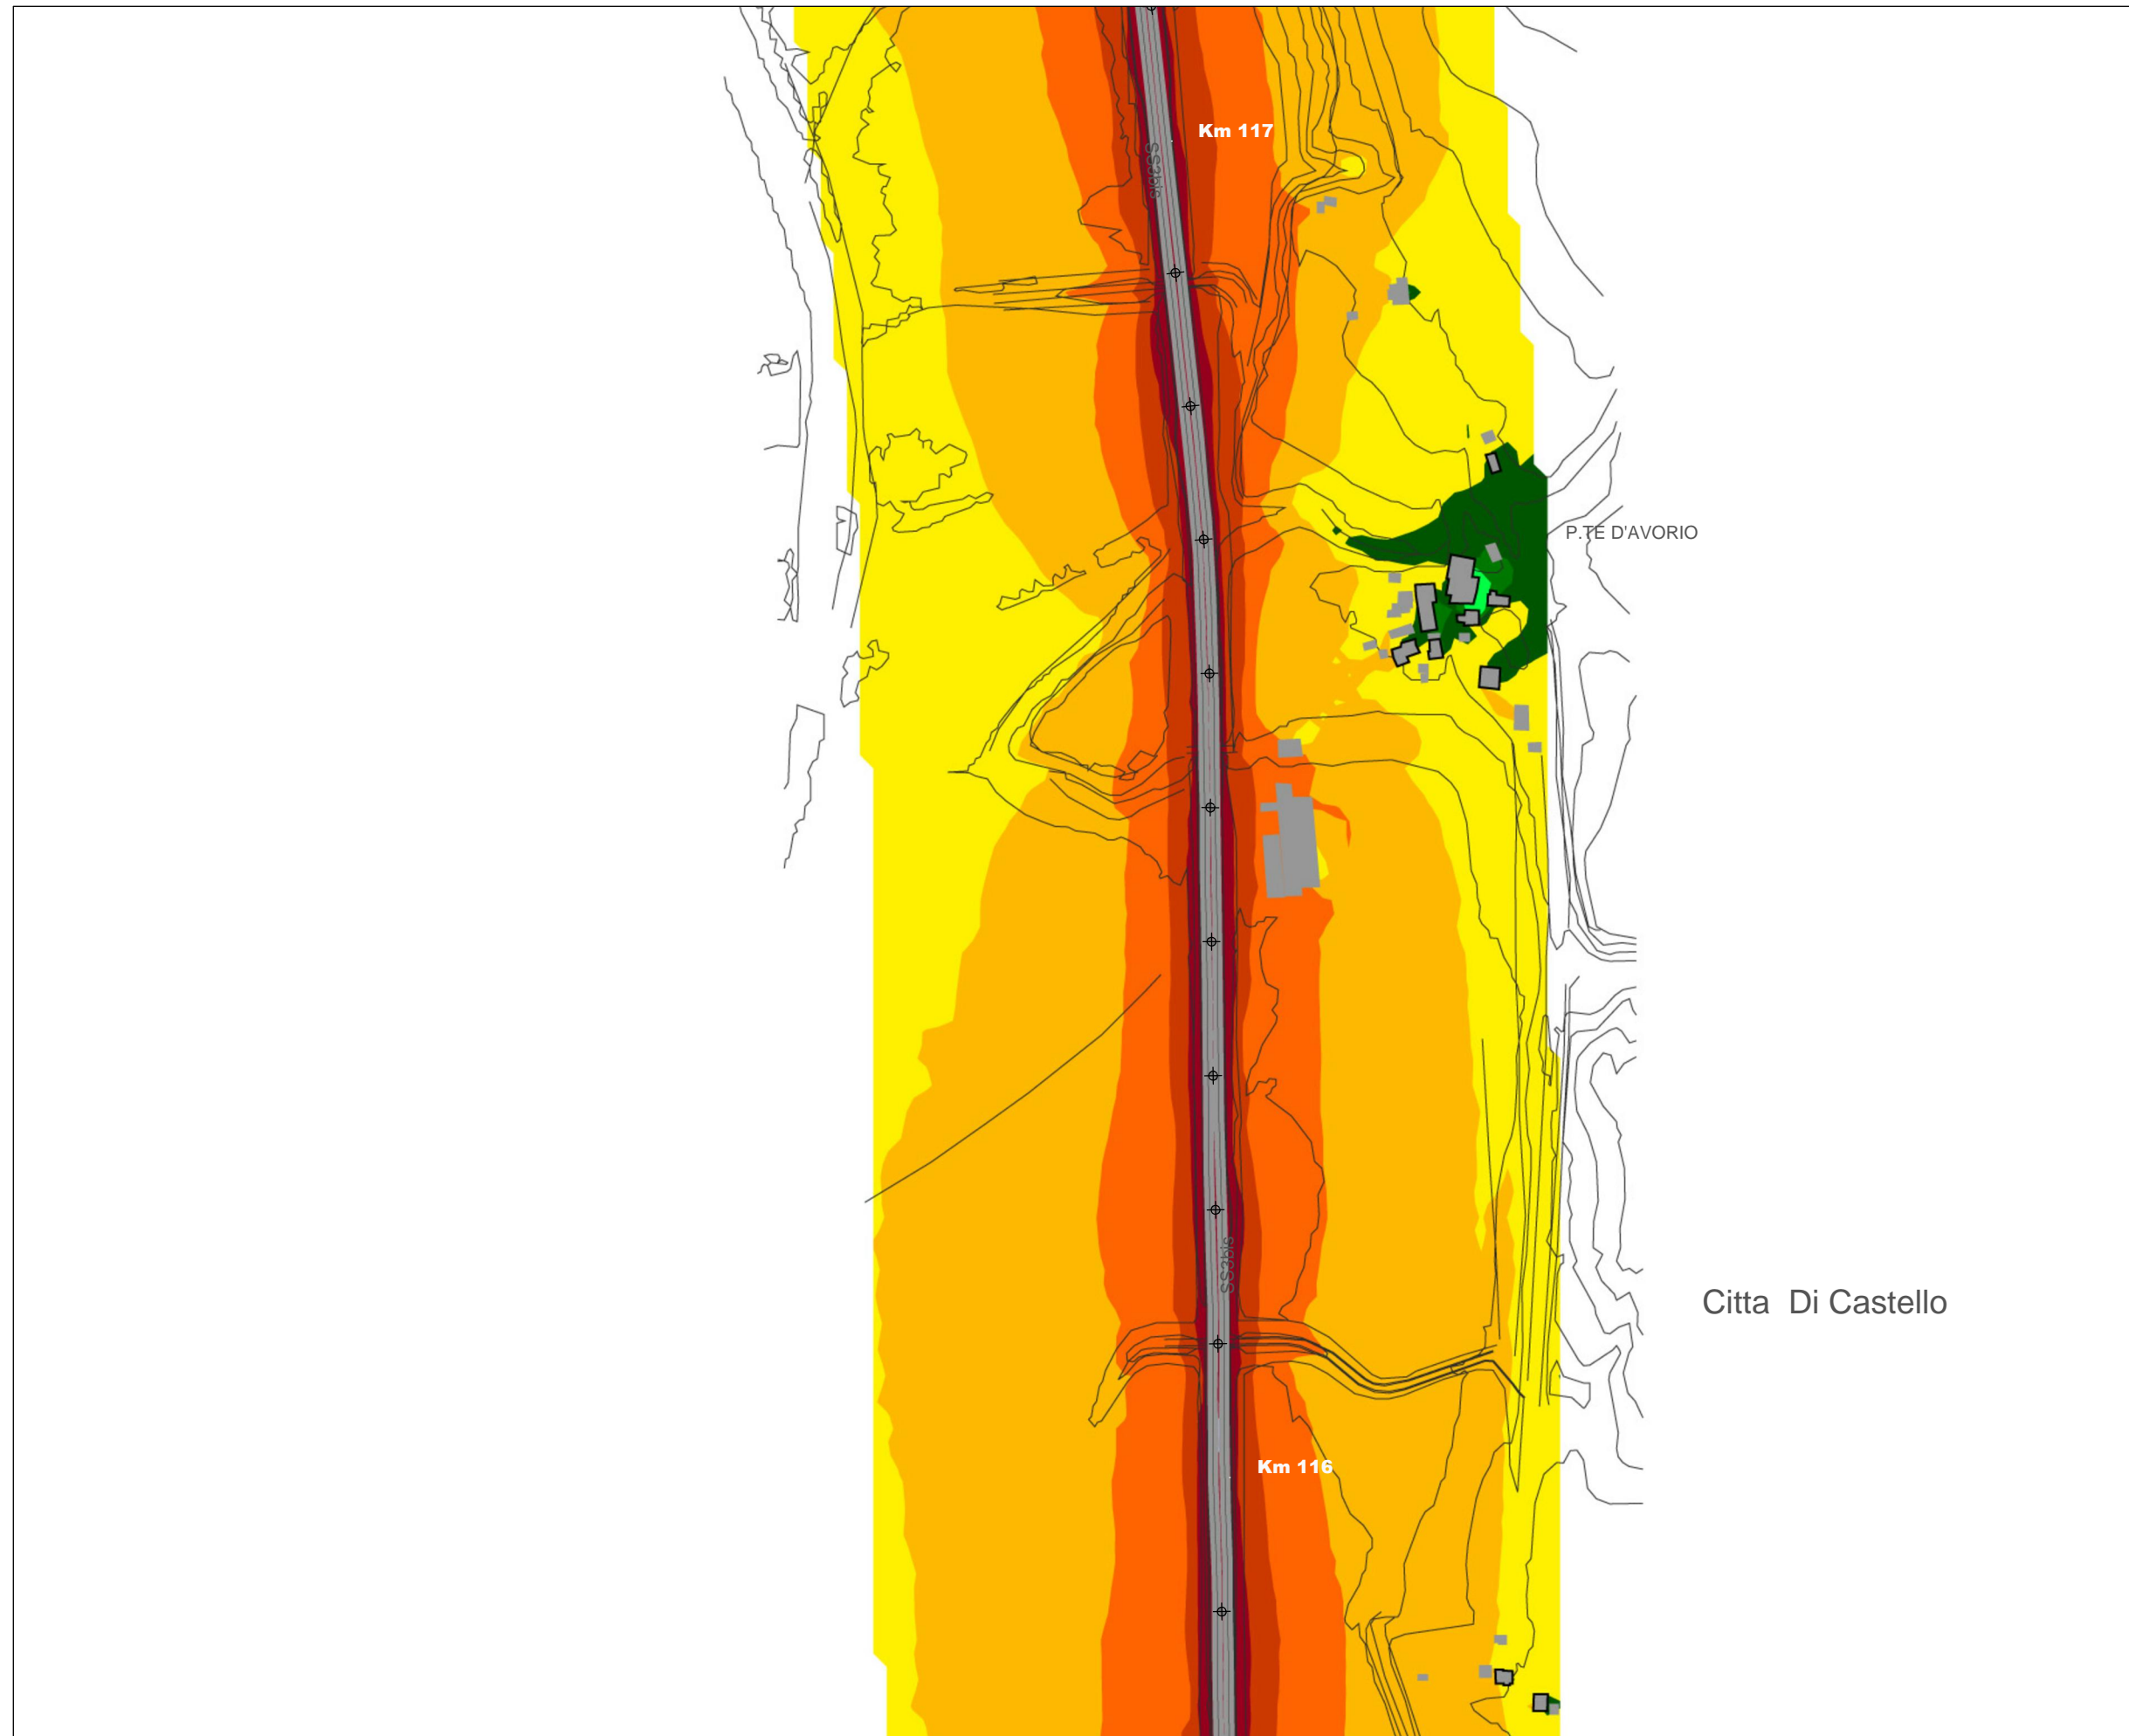 Km 117
SS3bis
P.TE D'AVORIO
SS3bis
Citta Di Castello
Km 116